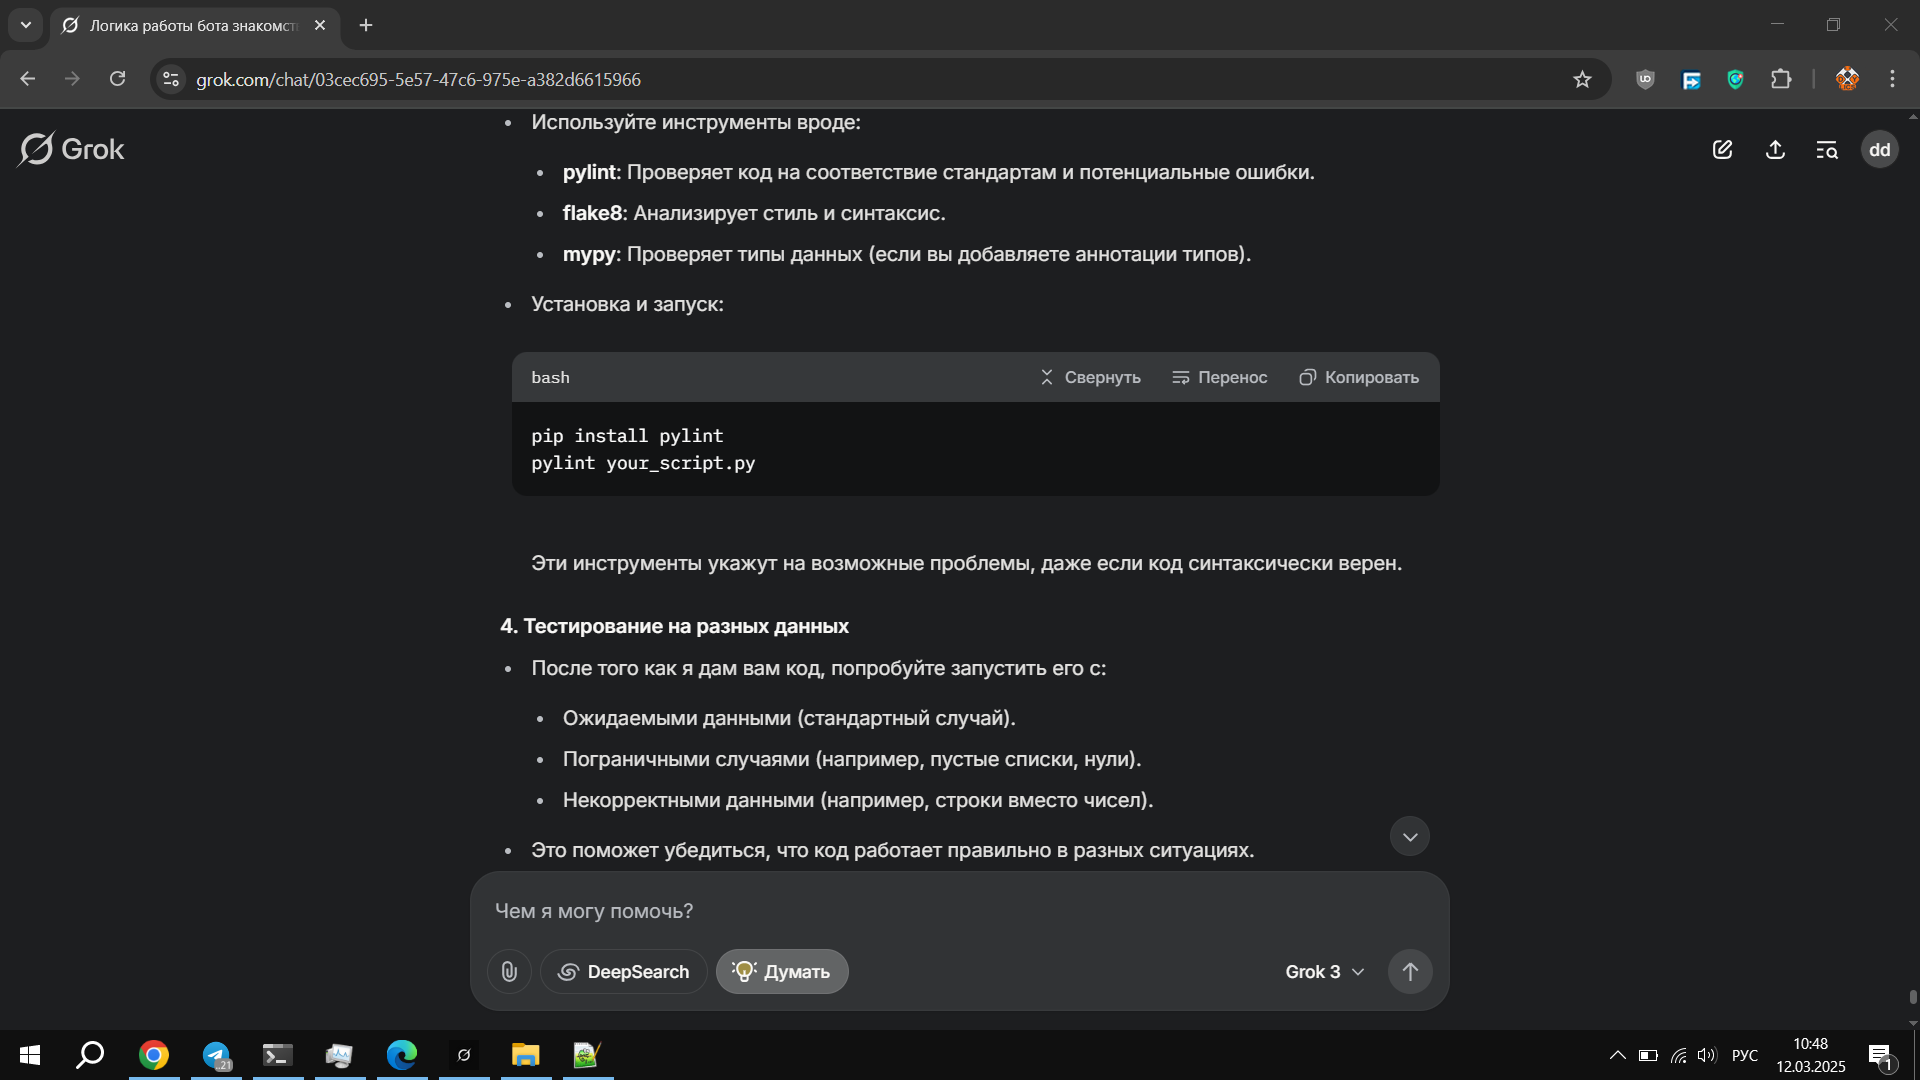 Логика работы бота знакомст
grok.com/chat/03cec695-5e57-47c6-975e-a382d6615966
Grok
dd
Используйте инструменты вроде:
pylint: Проверяет код на соответствие стандартам и потенциальные ошибки.
flake8: Анализирует стиль и синтаксис.
mypy: Проверяет типы данных (если вы добавляете аннотации типов).
Установка и запуск:
bash Свернуть Перенос Копировать
pip install pylint
pylint your_script.py
Эти инструменты укажут на возможные проблемы, даже если код синтаксически верен.
4. Тестирование на разных данных
После того как я дам вам код, попробуйте запустить его с:
Ожидаемыми данными (стандартный случай).
Пограничными случаями (например, пустые списки, нули).
Некорректными данными (например, строки вместо чисел).
Это поможет убедиться, что код работает правильно в разных ситуациях.
Чем я могу помочь?
DeepSearch Думать Grok 3
21
РУС
10:48
12.03.2025
1